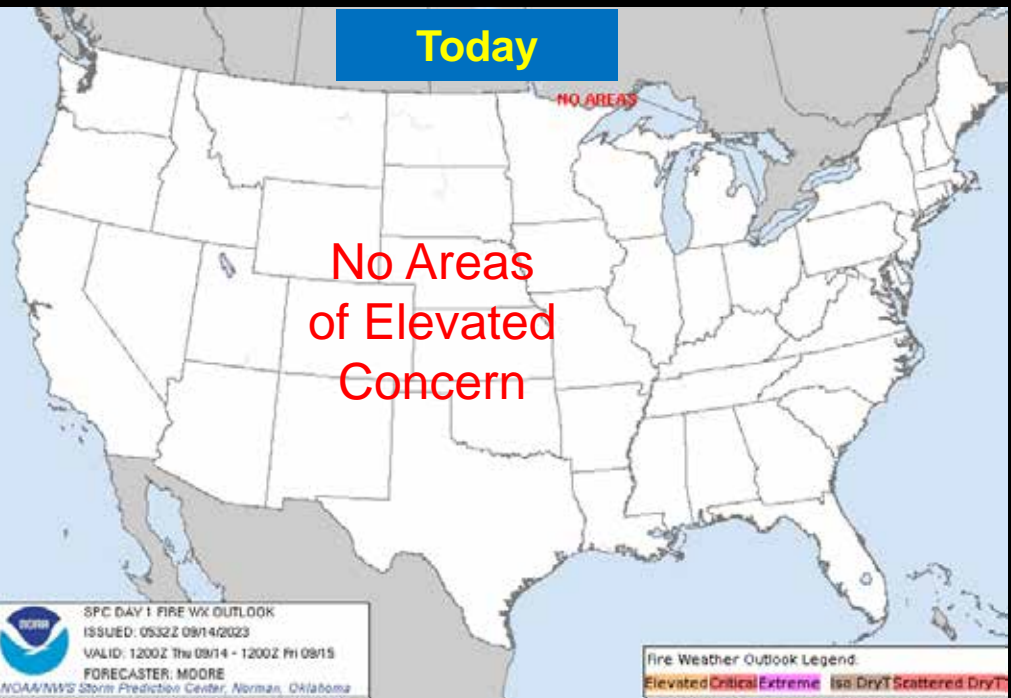 Today
NO AREAS
No Areas
of Elevated
Concern
NOAA
SPC DAY 1 FIRE WX OUTLOOK
ISSUED: 0532Z 09/14/2023
VALID: 1200Z Thu 09/14 - 1200Z Fri 09/15
FORECASTER: MOORE
NOAA/NWS Storm Prediction Center, Norman, Oklahoma
Fire Weather Outlook Legend:
Elevated Critical Extreme Iso DryT Scattered DryT